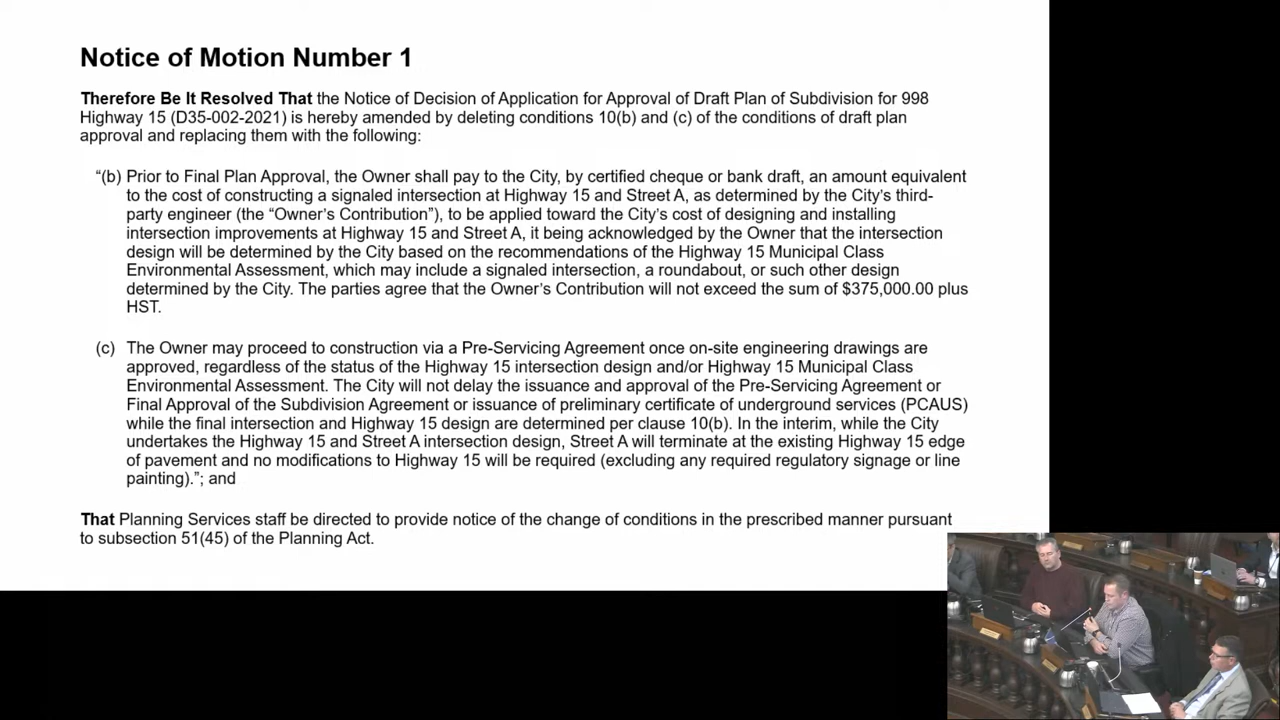 Notice of Motion Number 1
Therefore Be It Resolved That the Notice of Decision of Application for Approval of Draft Plan of Subdivision for 998
Highway 15 (D35-002-2021) is hereby amended by deleting conditions 10(b) and (c) of the conditions of draft plan
approval and replacing them with the following:
“(b) Prior to Final Plan Approval, the Owner shall pay to the City, by certified cheque or bank draft, an amount equivalent
to the cost of constructing a signaled intersection at Highway 15 and Street A, as determined by the City’s third-
party engineer (the “Owner’s Contribution”), to be applied toward the City’s cost of designing and installing
intersection improvements at Highway 15 and Street A, it being acknowledged by the Owner that the intersection
design will be determined by the City based on the recommendations of the Highway 15 Municipal Class
Environmental Assessment, which may include a signaled intersection, a roundabout, or such other design
determined by the City. The parties agree that the Owner’s Contribution will not exceed the sum of $375,000.00 plus
HST.
(c) The Owner may proceed to construction via a Pre-Servicing Agreement once on-site engineering drawings are
approved, regardless of the status of the Highway 15 intersection design and/or Highway 15 Municipal Class
Environmental Assessment. The City will not delay the issuance and approval of the Pre-Servicing Agreement or
Final Approval of the Subdivision Agreement or issuance of preliminary certificate of underground services (PCAUS)
while the final intersection and Highway 15 design are determined per clause 10(b). In the interim, while the City
undertakes the Highway 15 and Street A intersection design, Street A will terminate at the existing Highway 15 edge
of pavement and no modifications to Highway 15 will be required (excluding any required regulatory signage or line
painting).”; and
That Planning Services staff be directed to provide notice of the change of conditions in the prescribed manner pursuant
to subsection 51(45) of the Planning Act.